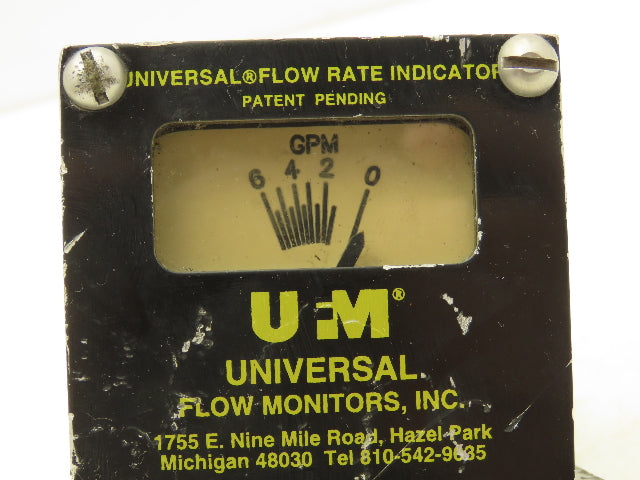 UNIVERSAL®FLOW RATE INDICATOR
PATENT PENDING
GPM
6 4 2 0
UFM®
UNIVERSAL
FLOW MONITORS, INC.
1755 E. Nine Mile Road, Hazel Park
Michigan 48030 Tel 810-542-9635